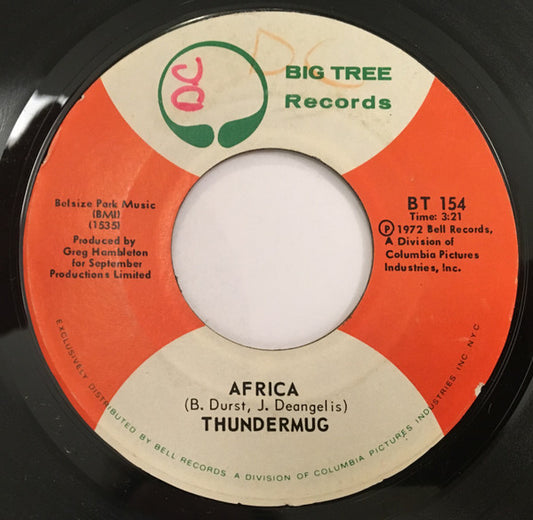 DC
DC
BIG TREE
Records
Belsize Park Music
(BMI)
(1535)
Produced by
Greg Hambleton
for September
Productions Limited
BT 154
Time: 3:21
Ⓟ 1972 Bell Records,
A Division of
Columbia Pictures
Industries, Inc.
AFRICA
(B. Durst, J. Deangelis)
THUNDERMUG
EXCLUSIVELY DISTRIBUTED BY BELL RECORDS A DIVISION OF COLUMBIA PICTURES INDUSTRIES INC. N.Y.C.